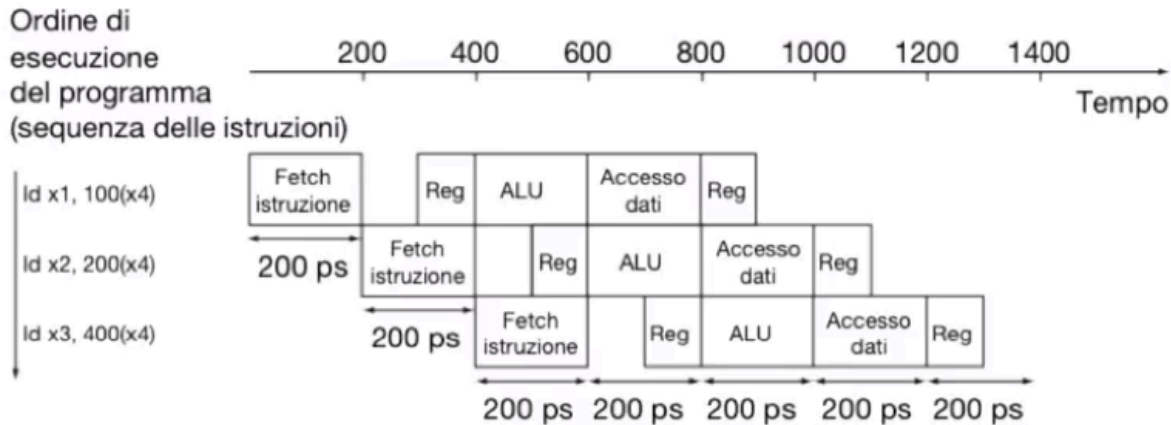 Ordine di
esecuzione
del programma
(sequenza delle istruzioni)
200 400 600 800 1000 1200 1400
Tempo
ld x1, 100(x4)
Fetch
istruzione
Reg
ALU
Accesso
dati
Reg
ld x2, 200(x4)
200 ps
Fetch
istruzione
Reg
ALU
Accesso
dati
Reg
ld x3, 400(x4)
200 ps
Fetch
istruzione
Reg
ALU
Accesso
dati
Reg
200 ps 200 ps 200 ps 200 ps 200 ps